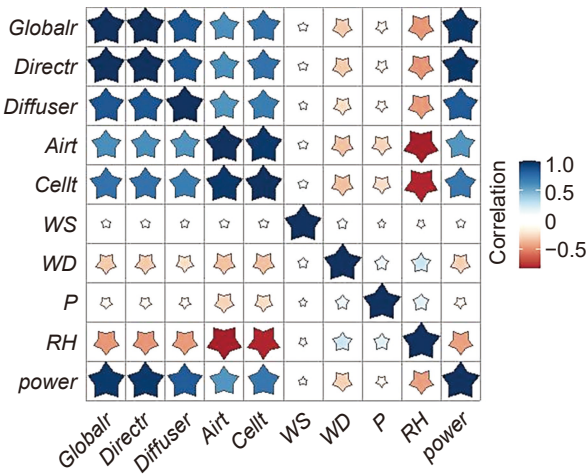 Globalr
Directr
Diffuser
Airt
Cellt
WS
WD
P
RH
power
Globalr Directr Diffuser Airt Cellt WS WD P RH power
Correlation
1.0
0.5
0
−0.5